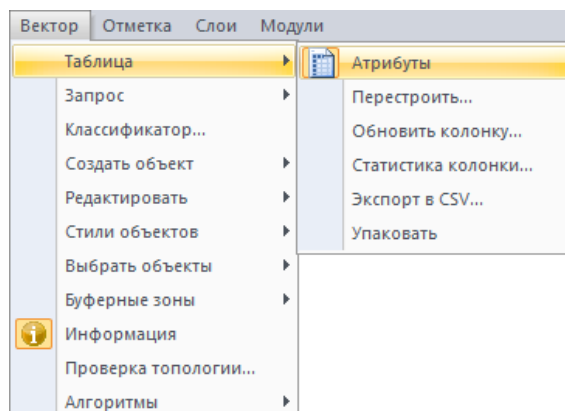 Вектор Отметка Слои Модули
Таблица
Запрос
Классификатор...
Создать объект
Редактировать
Стили объектов
Выбрать объекты
Буферные зоны
Информация
Проверка топологии...
Алгоритмы
Атрибуты
Перестроить...
Обновить колонку...
Статистика колонки...
Экспорт в CSV...
Упаковать